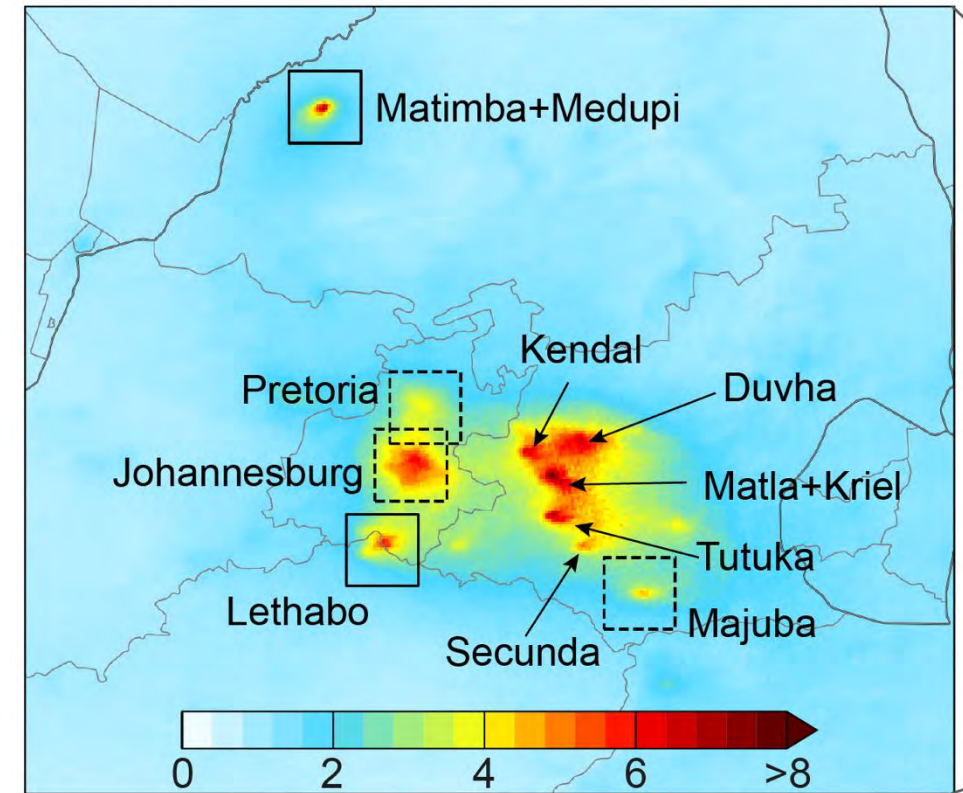 Matimba+Medupi
Kendal
Pretoria
Duvha
Johannesburg
Matla+Kriel
Tutuka
Lethabo
Majuba
Secunda
0 2 4 6 >8